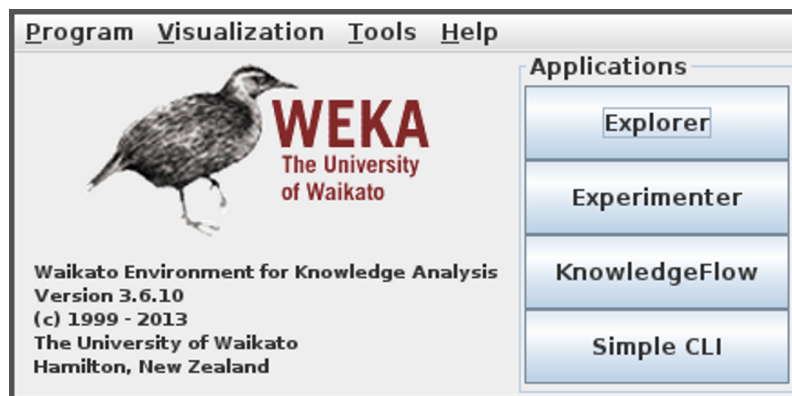 Program Visualization Tools Help
WEKA
The University
of Waikato
Waikato Environment for Knowledge Analysis
Version 3.6.10
(c) 1999 - 2013
The University of Waikato
Hamilton, New Zealand
Applications
Explorer
Experimenter
KnowledgeFlow
Simple CLI